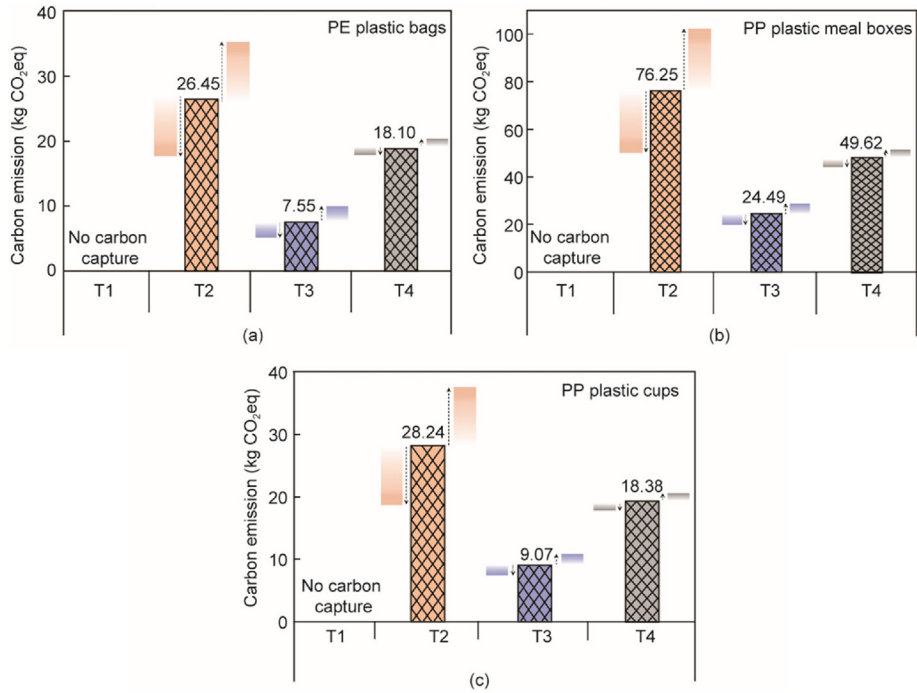 PE plastic bags
Carbon emission (kg CO₂eq)
40
30
20
10
0
26.45
7.55
18.10
No carbon
capture
T1
T2
T3
T4
(a)
PP plastic meal boxes
Carbon emission (kg CO₂eq)
100
80
60
40
20
0
76.25
24.49
49.62
No carbon
capture
T1
T2
T3
T4
(b)
PP plastic cups
Carbon emission (kg CO₂eq)
40
30
20
10
0
28.24
9.07
18.38
No carbon
capture
T1
T2
T3
T4
(c)